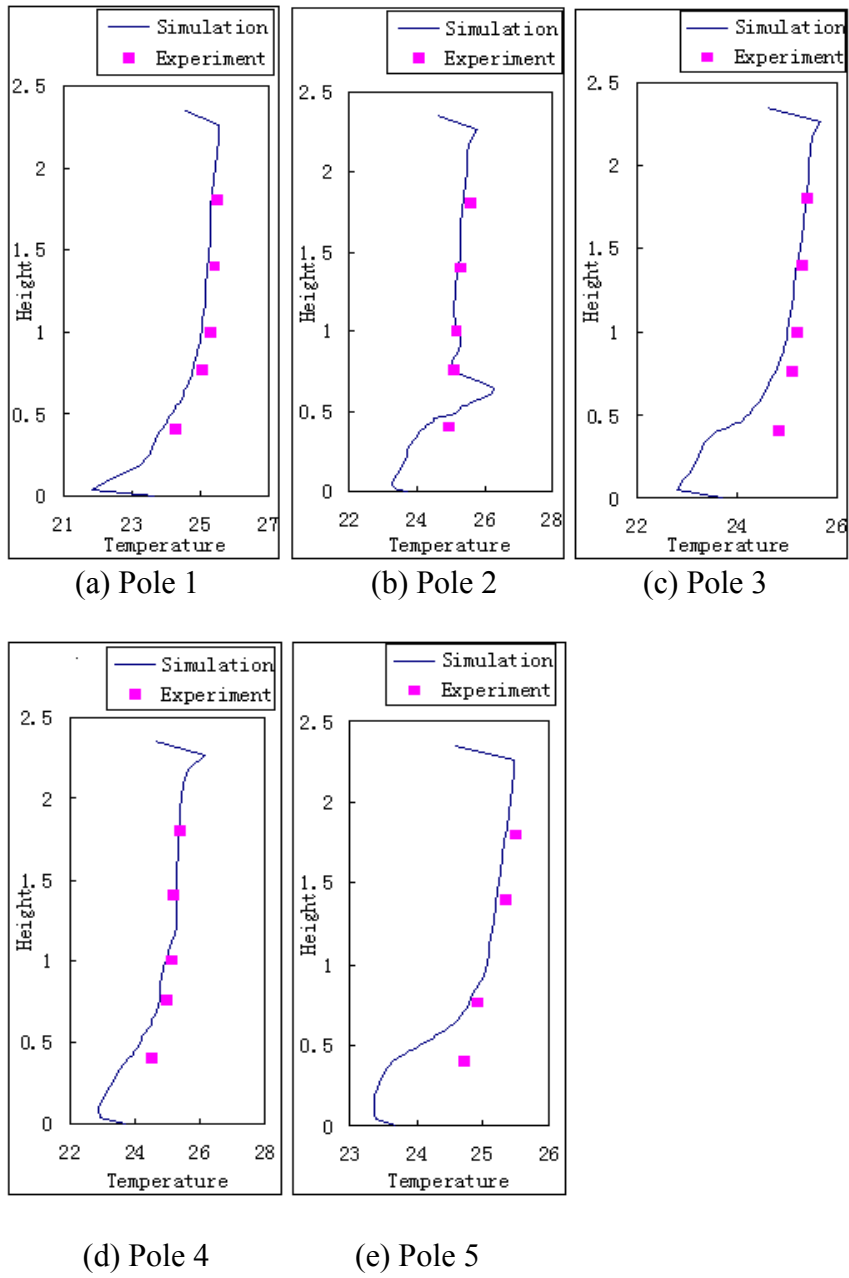 Simulation
Experiment
2.5
2
1.5
1
0.5
0
Height
21
23
25
27
Temperature
(a) Pole 1
Simulation
Experiment
2.5
2
1.5
1
0.5
0
Height
22
24
26
28
Temperature
(b) Pole 2
Simulation
Experiment
2.5
2
1.5
1
0.5
0
Height
22
24
26
Temperature
(c) Pole 3
Simulation
Experiment
2.5
2
1.5
1
0.5
0
Height
22
24
26
28
Temperature
(d) Pole 4
Simulation
Experiment
2.5
2
1.5
1
0.5
0
Height
23
24
25
26
Temperature
(e) Pole 5